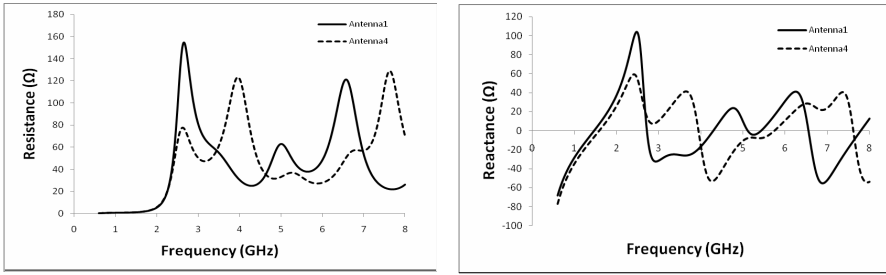 180
160
140
120
100
80
60
40
20
0
0 1 2 3 4 5 6 7 8
Resistance (Ω)
Frequency (GHz)
Antenna1
Antenna4
120
100
80
60
40
20
0
-20
-40
-60
-80
-100
0 1 2 3 4 5 6 7 8
Reactance (Ω)
Frequency (GHz)
Antenna1
Antenna4